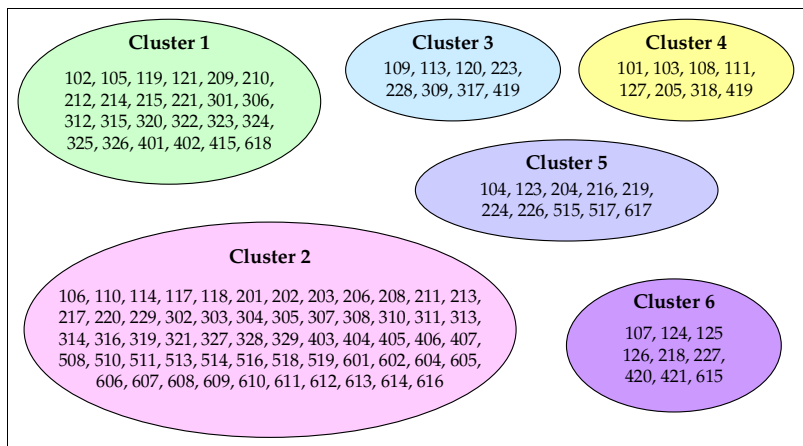 Cluster 1
102, 105, 119, 121, 209, 210,
212, 214, 215, 221, 301, 306,
312, 315, 320, 322, 323, 324,
325, 326, 401, 402, 415, 618
Cluster 3
109, 113, 120, 223,
228, 309, 317, 419
Cluster 4
101, 103, 108, 111,
127, 205, 318, 419
Cluster 5
104, 123, 204, 216, 219,
224, 226, 515, 517, 617
Cluster 2
106, 110, 114, 117, 118, 201, 202, 203, 206, 208, 211, 213,
217, 220, 229, 302, 303, 304, 305, 307, 308, 310, 311, 313,
314, 316, 319, 321, 327, 328, 329, 403, 404, 405, 406, 407,
508, 510, 511, 513, 514, 516, 518, 519, 601, 602, 604, 605,
606, 607, 608, 609, 610, 611, 612, 613, 614, 616
Cluster 6
107, 124, 125
126, 218, 227,
420, 421, 615